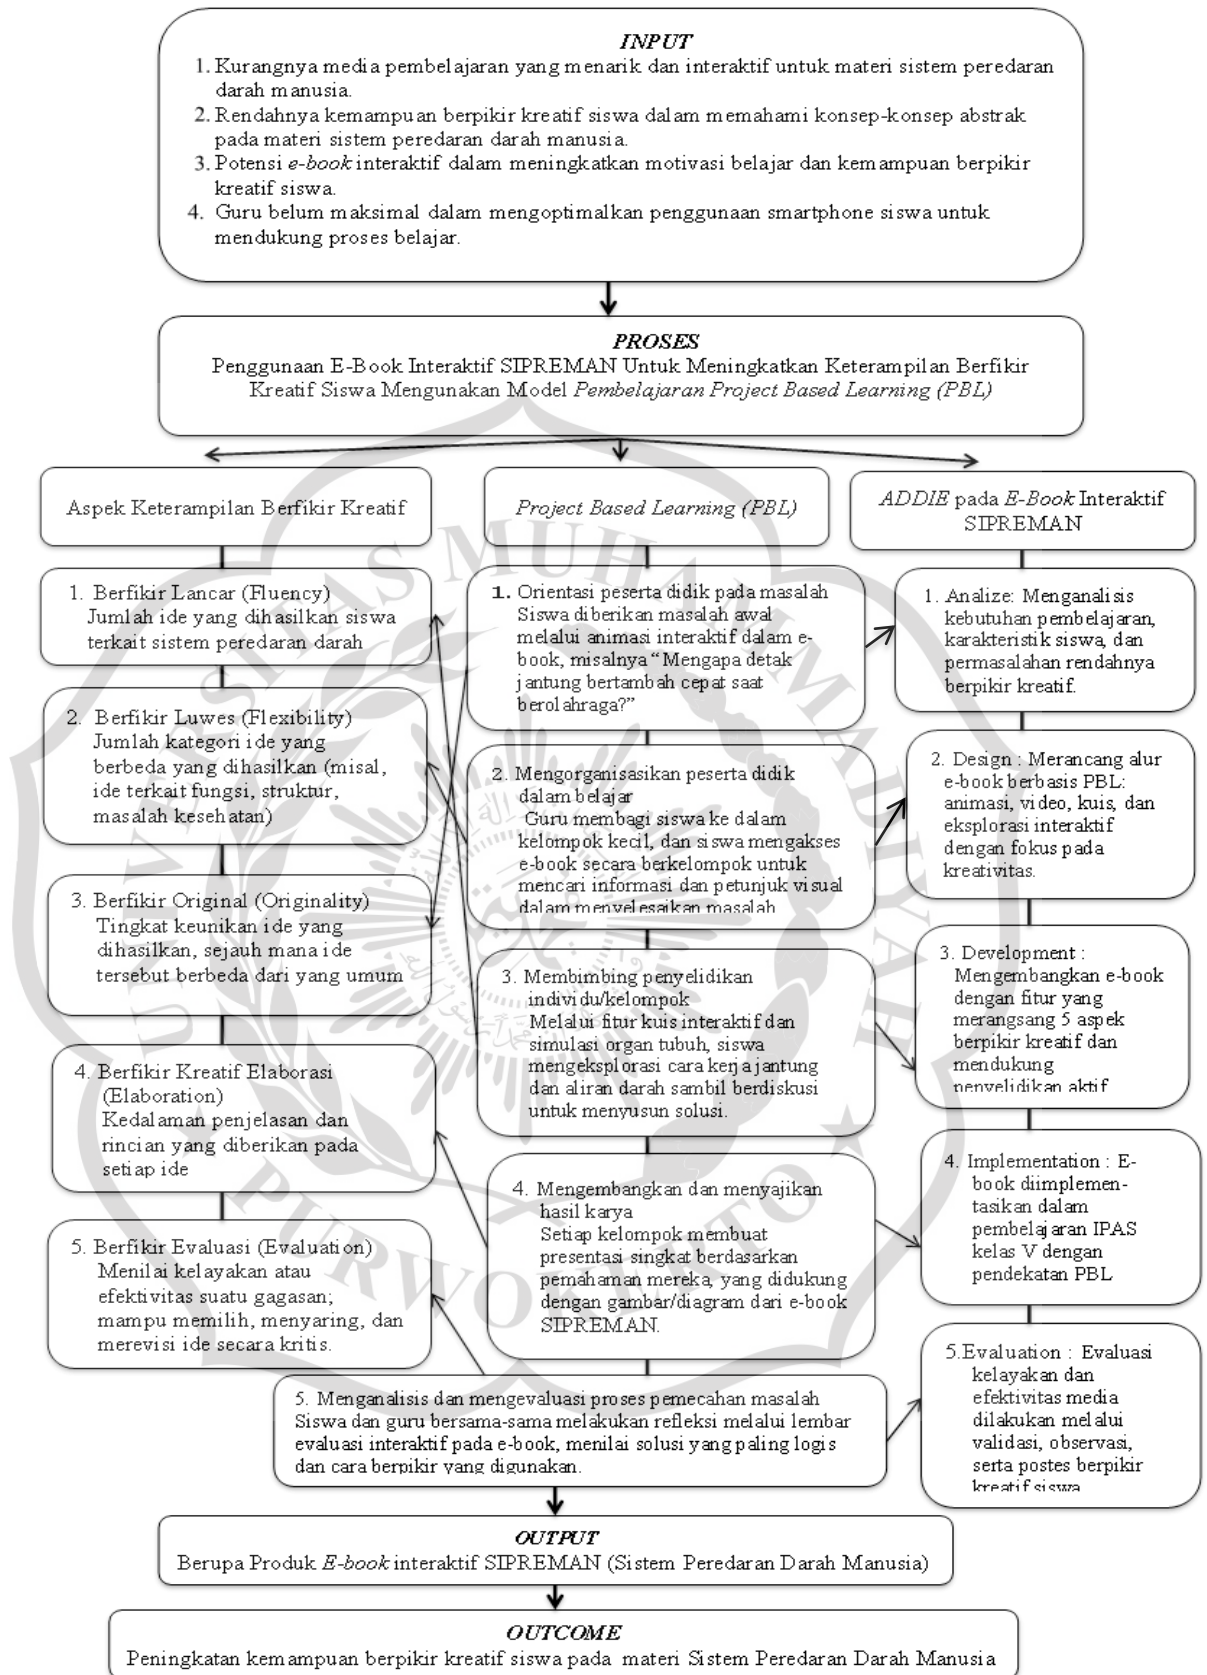 INPUT
1. Kurangnya media pembelajaran yang menarik dan interaktif untuk materi sistem peredaran
darah manusia.
2. Rendahnya kemampuan berpikir kreatif siswa dalam memahami konsep-konsep abstrak
pada materi sistem peredaran darah manusia.
3. Potensi e-book interaktif dalam meningkatkan motivasi belajar dan kemampuan berpikir
kreatif siswa.
4. Guru belum maksimal dalam mengoptimalkan penggunaan smartphone siswa untuk
mendukung proses belajar.
PROSES
Penggunaan E-Book Interaktif SIPREMAN Untuk Meningkatkan Keterampilan Berfikir
Kreatif Siswa Mengunakan Model Pembelajaran Project Based Learning (PBL)
Aspek Keterampilan Berfikir Kreatif
1. Berfikir Lancar (Fluency)
Jumlah ide yang dihasilkan siswa
terkait sistem peredaran darah
2. Berfikir Luwes (Flexibility)
Jumlah kategori ide yang
berbeda yang dihasilkan (misal,
ide terkait fungsi, struktur,
masalah kesehatan)
3. Berfikir Original (Originality)
Tingkat keunikan ide yang
dihasilkan, sejauh mana ide
tersebut berbeda dari yang umum
4. Berfikir Kreatif Elaborasi
(Elaboration)
Kedalaman penjelasan dan
rincian yang diberikan pada
setiap ide
5. Berfikir Evaluasi (Evaluation)
Menilai kelayakan atau
efektivitas suatu gagasan;
mampu memilih, menyaring, dan
merevisi ide secara kritis.
Project Based Learning (PBL)
1. Orientasi peserta didik pada masalah
Siswa diberikan masalah awal
melalui animasi interaktif dalam e-
book, misalnya “Mengapa detak
jantung bertambah cepat saat
berolahraga?”
2. Mengorganisasikan peserta didik
dalam belajar
Guru membagi siswa ke dalam
kelompok kecil, dan siswa mengakses
e-book secara berkelompok untuk
mencari informasi dan petunjuk visual
dalam menyelesaikan masalah
3. Membimbing penyelidikan
individu/kelompok
Melalui fitur kuis interaktif dan
simulasi organ tubuh, siswa
mengeksplorasi cara kerja jantung
dan aliran darah sambil berdiskusi
untuk menyusun solusi.
4. Mengembangkan dan menyajikan
hasil karya
Setiap kelompok membuat
presentasi singkat berdasarkan
pemahaman mereka, yang didukung
dengan gambar/diagram dari e-book
SIPREMAN.
5. Menganalisis dan mengevaluasi proses pemecahan masalah
Siswa dan guru bersama-sama melakukan refleksi melalui lembar
evaluasi interaktif pada e-book, menilai solusi yang paling logis
dan cara berpikir yang digunakan.
ADDIE pada E-Book Interaktif
SIPREMAN
1. Analize: Menganalisis
kebutuhan pembelajaran,
karakteristik siswa, dan
permasalahan rendahnya
berpikir kreatif.
2. Design : Merancang alur
e-book berbasis PBL:
animasi, video, kuis, dan
eksplorasi interaktif
dengan fokus pada
kreativitas.
3. Development :
Mengembangkan e-book
dengan fitur yang
merangsang 5 aspek
berpikir kreatif dan
mendukung
penyelidikan aktif
4. Implementation : E-
book diimplemen-
tasikan dalam
pembelajaran IPAS
kelas V dengan
pendekatan PBL
5.Evaluation : Evaluasi
kelayakan dan
efektivitas media
dilakukan melalui
validasi, observasi,
serta postes berpikir
kreatif siswa
OUTPUT
Berupa Produk E-book interaktif SIPREMAN (Sistem Peredaran Darah Manusia)
OUTCOME
Peningkatan kemampuan berpikir kreatif siswa pada materi Sistem Peredaran Darah Manusia
UNIVERSITAS MUHAMMADIYAH
PURWOKERTO